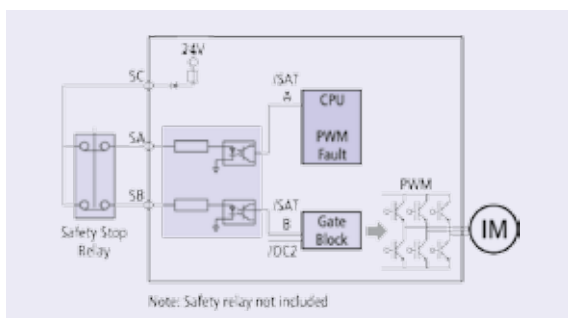 24V
SC
/SAT
A
CPU
PWM
Fault
SA
PWM
SB
/SAT
B
Gate
Block
/OC2
IM
Safety Stop
Relay
Note: Safety relay not included